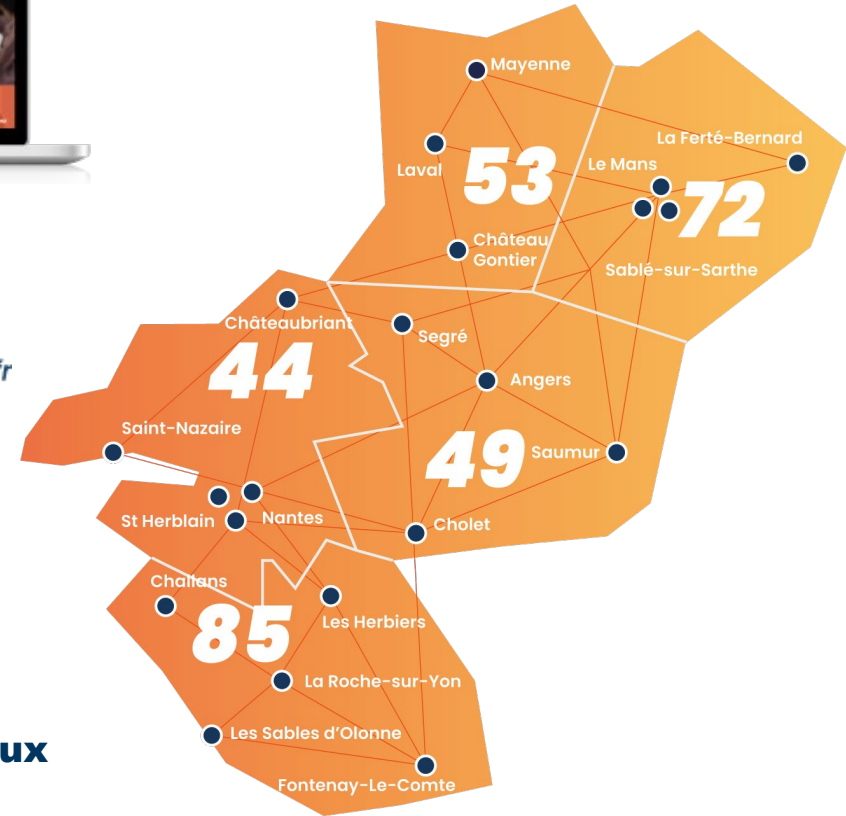 Mayenne
La Ferté-Bernard
Laval
53
Le Mans
72
Château
Gontier
Sablé-sur-Sarthe
Châteaubriant
Segré
44
fr
Angers
Saint-Nazaire
49
Saumur
St Herblain
Nantes
Cholet
Challans
85
Les Herbiers
La Roche-sur-Yon
Les Sables d'Olonne
ux
Fontenay-Le-Comte